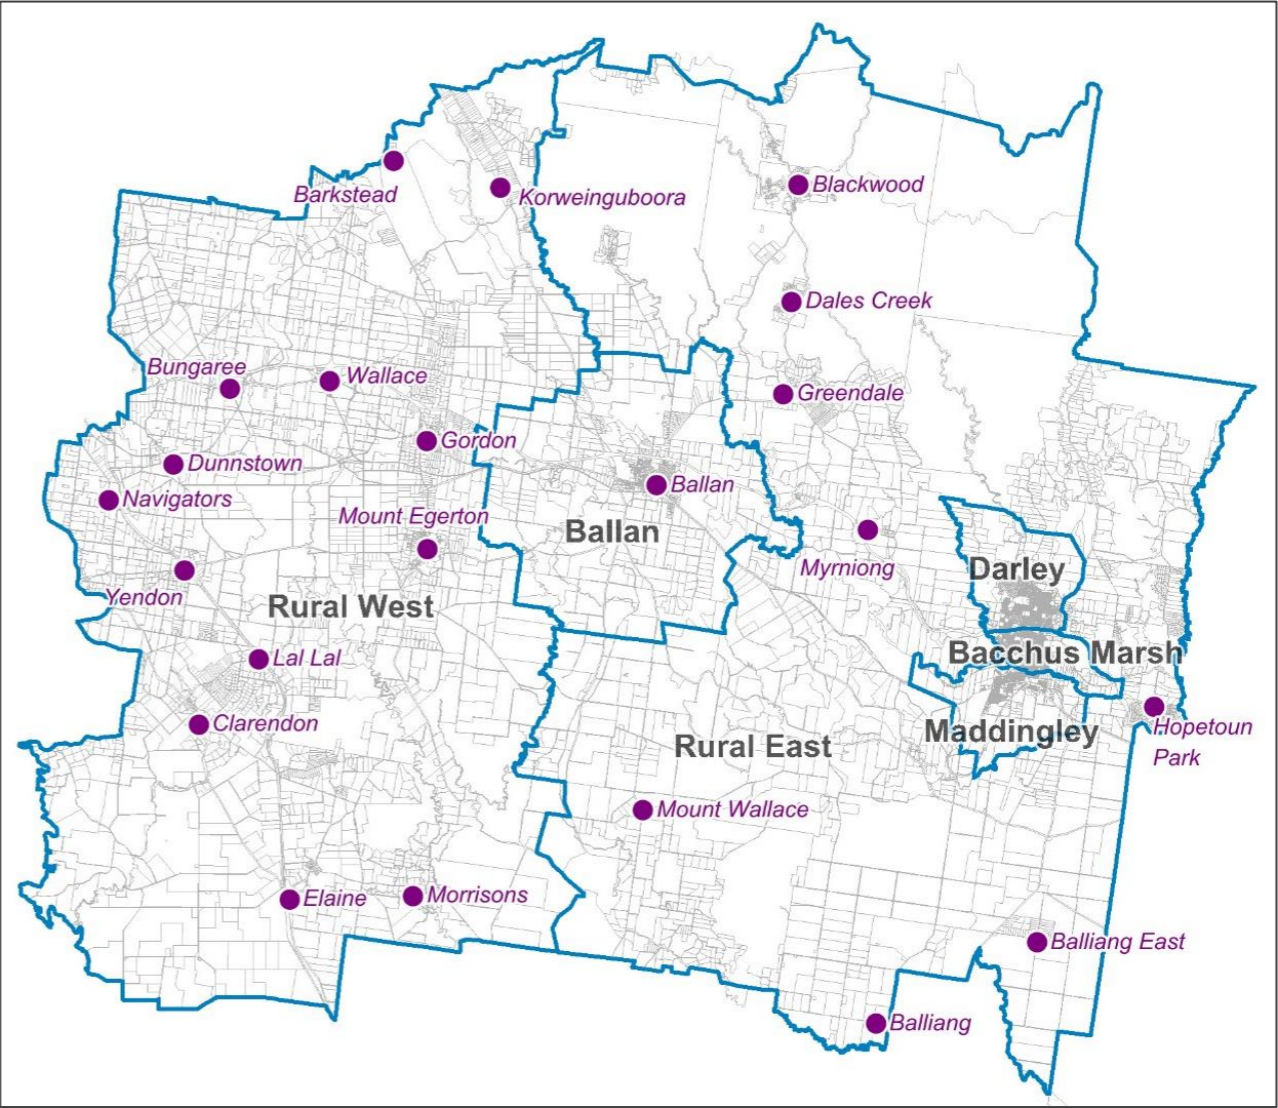 Blackwood
Barkstead
Korweinguboora
Dales Creek
Bungaree
Wallace
Greendale
Gordon
Dunnstown
Ballan
Navigators
Mount Egerton
Ballan
Myrniong
Darley
Yendon
Rural West
Bacchus Marsh
Lal Lal
Clarendon
Maddingley
Hopetoun
Park
Rural East
Mount Wallace
Elaine
Morrisons
Balliang East
Balliang